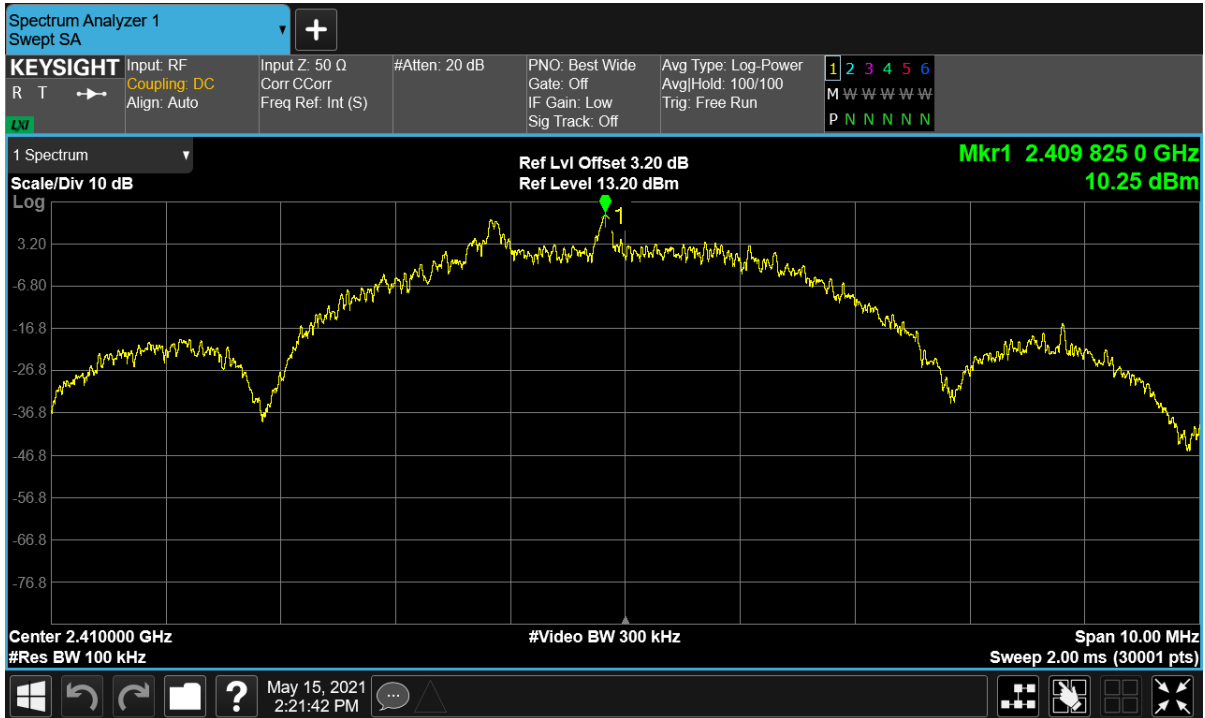 Spectrum Analyzer 1
Swept SA
+
KEYSIGHT
R T
LXI
Input: RF
Coupling: DC
Align: Auto
Input Z: 50 Ω
Corr CCorr
Freq Ref: Int (S)
#Atten: 20 dB
PNO: Best Wide
Gate: Off
IF Gain: Low
Sig Track: Off
Avg Type: Log-Power
Avg|Hold: 100/100
Trig: Free Run
1 2 3 4 5 6
M W W W W W
P N N N N N
1 Spectrum
Scale/Div 10 dB
Ref Lvl Offset 3.20 dB
Ref Level 13.20 dBm
Mkr1 2.409 825 0 GHz
10.25 dBm
Log
1
3.20
-6.80
-16.8
-26.8
-36.8
-46.8
-56.8
-66.8
-76.8
Center 2.410000 GHz
#Res BW 100 kHz
#Video BW 300 kHz
Span 10.00 MHz
Sweep 2.00 ms (30001 pts)
?
May 15, 2021
2:21:42 PM